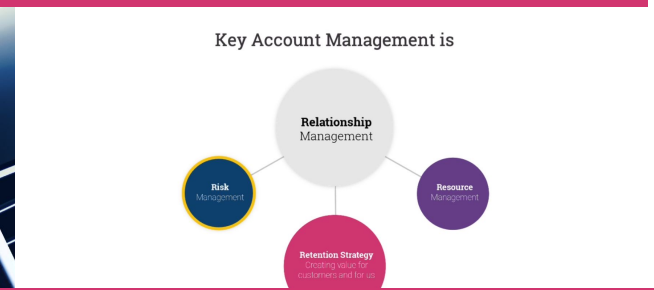 Key Account Management is
Relationship
Management
Risk
Management
Resource
Management
Retention Strategy
Creating value for
customers and for us